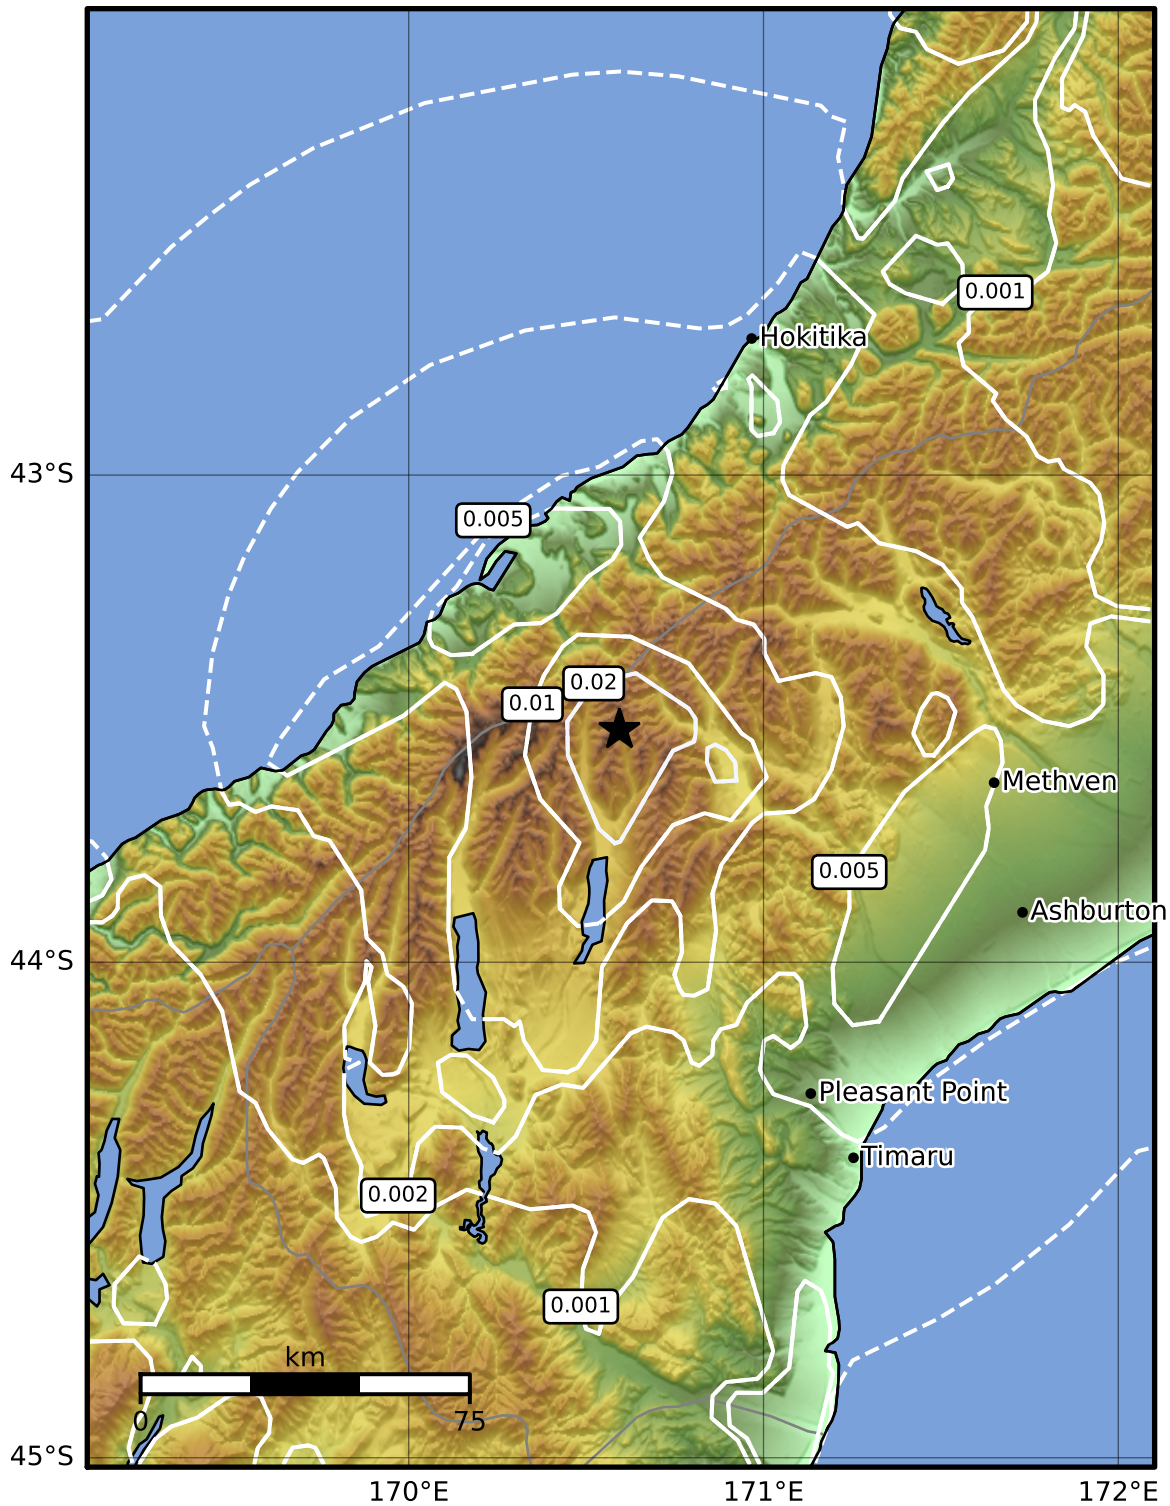 0.001
Hokitika
43°S
0.005
0.02
0.01
Methven
0.005
Ashburton
44°S
Pleasant Point
Timaru
0.002
0.001
km
0 75
45°S
170°E 171°E 172°E